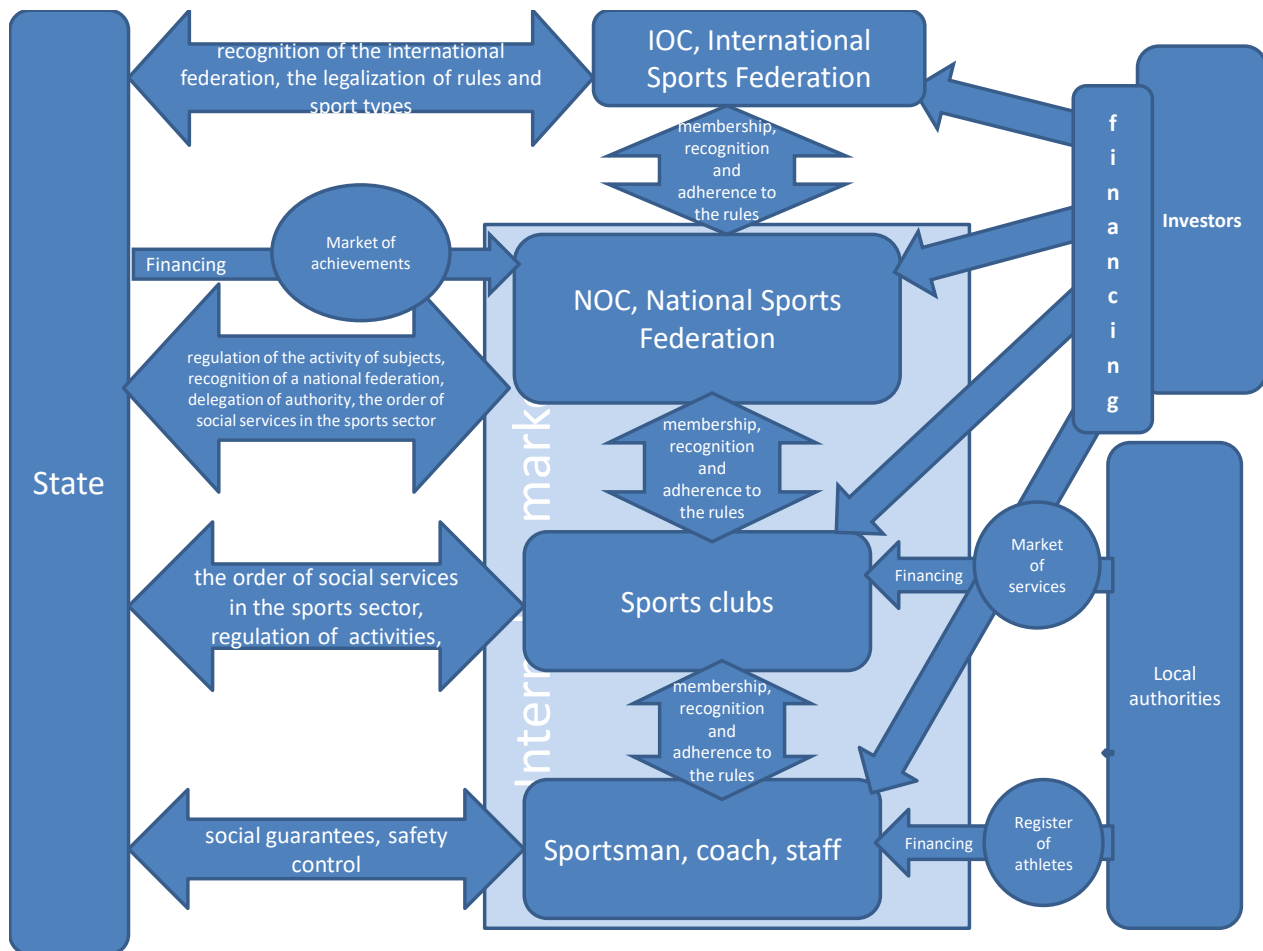 State
recognition of the international
federation, the legalization of rules and
sport types
IOC, International
Sports Federation
membership,
recognition
and
adherence to
the rules
financing
Investors
Financing
Market of
achievements
NOC, National Sports
Federation
regulation of the activity of subjects,
recognition of a national federation,
delegation of authority, the order of
social services in the sports sector
membership,
recognition
and
adherence to
the rules
the order of social services
in the sports sector,
regulation of activities,
Sports clubs
Financing
Market
of
services
Local
authorities
membership,
recognition
and
adherence to
the rules
social guarantees, safety
control
Sportsman, coach, staff
Financing
Register
of
athletes